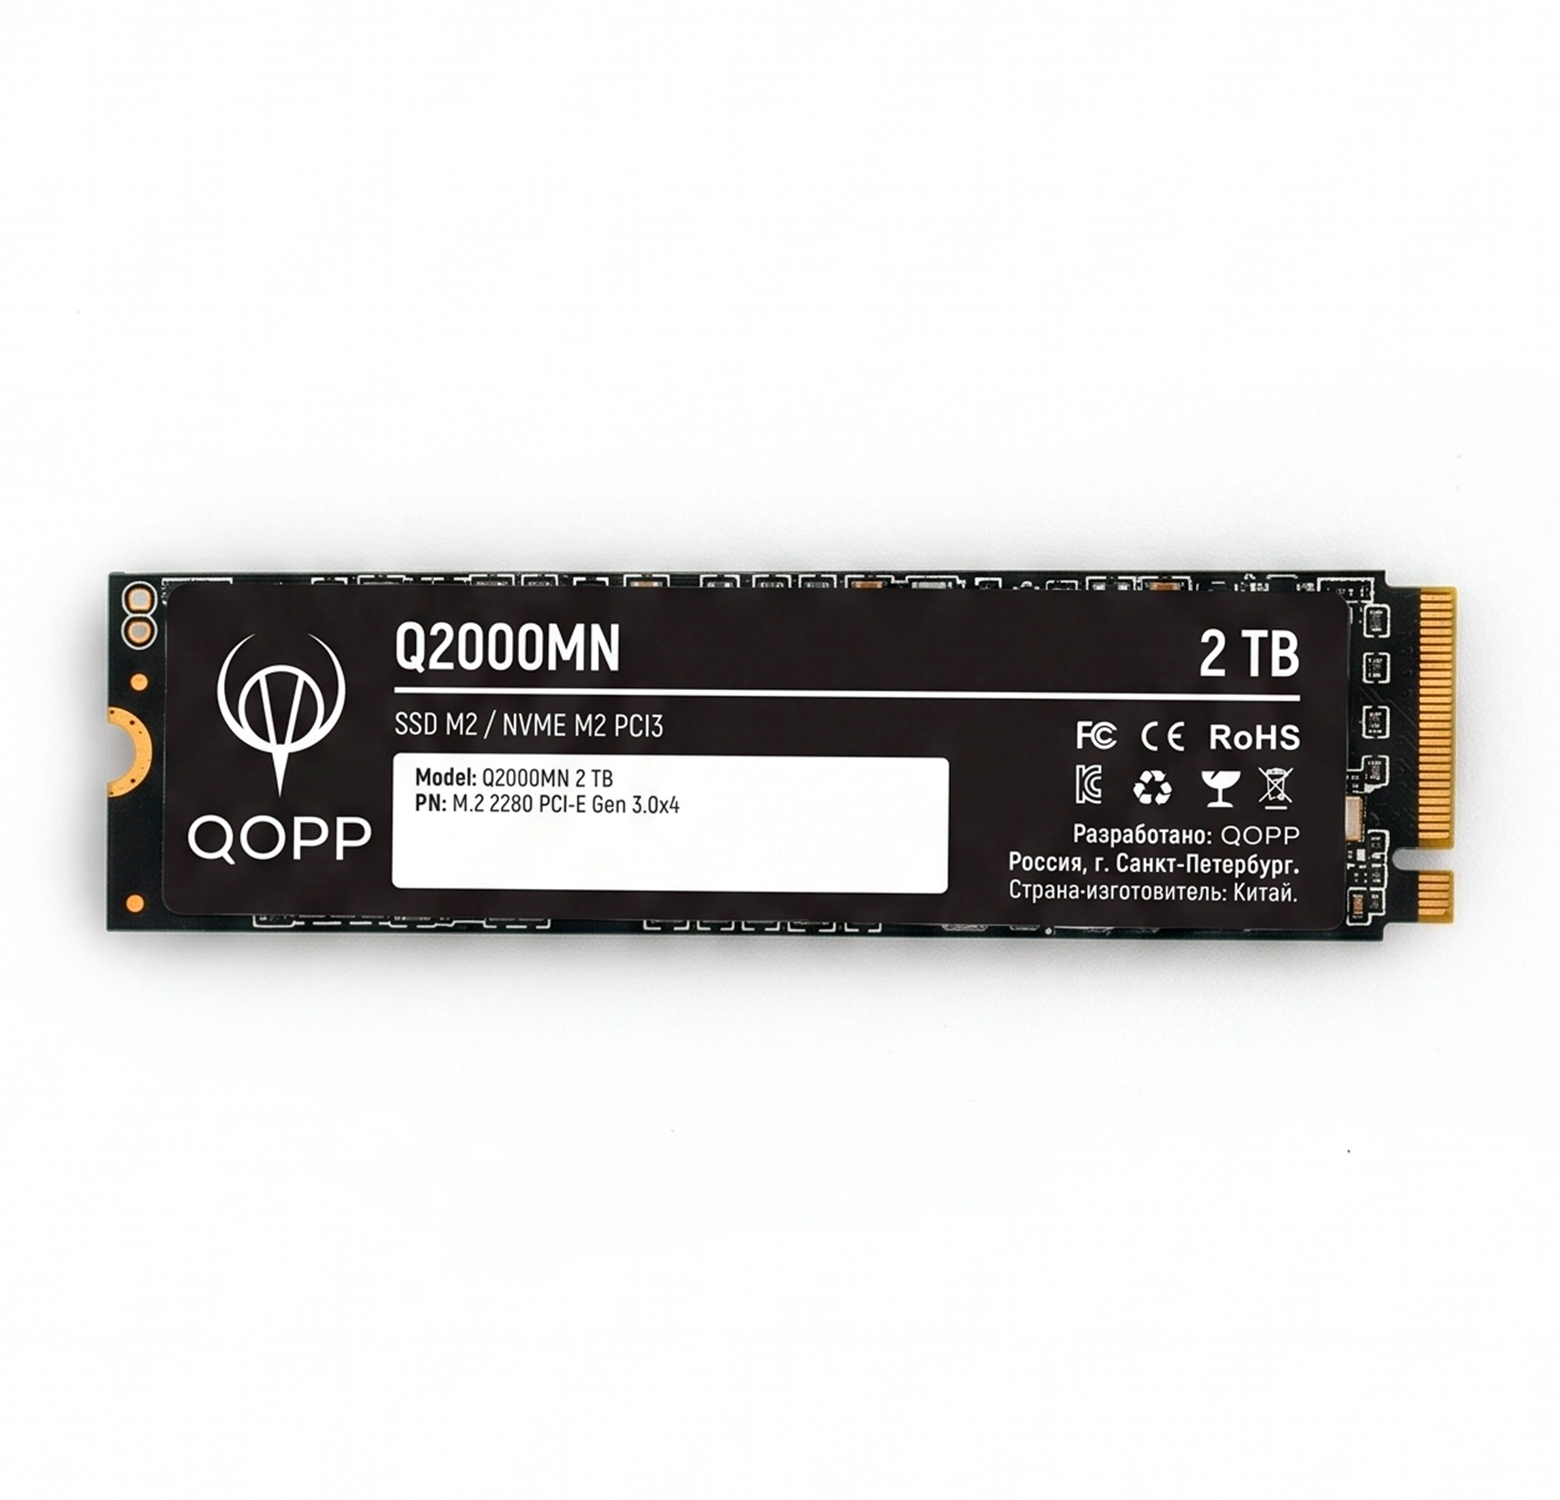 Q2000MN
2 TB
SSD M2 / NVME M2 PCI3
Model: Q2000MN 2 TB
PN: M.2 2280 PCI-E Gen 3.0x4
QOPP
FC CE RoHS
Разработано: QOPP
Россия, г. Санкт-Петербург.
Страна-изготовитель: Китай.